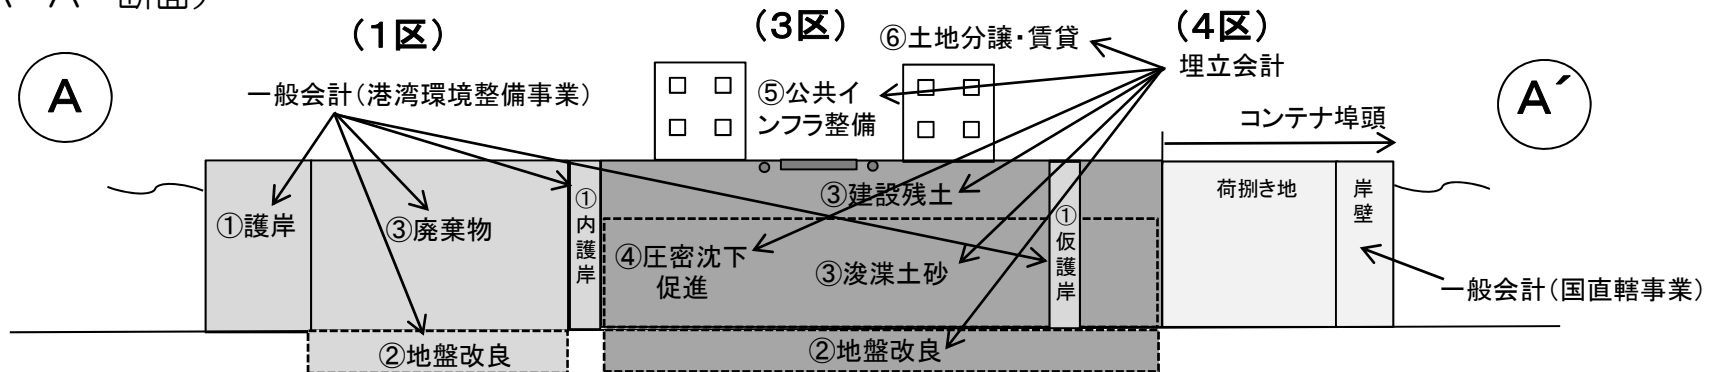 (1区)
(3区)
(4区)
⑥土地分譲・賃貸
埋立会計
A
一般会計(港湾環境整備事業)
⑤公共イ
ンフラ整備
A´
コンテナ埠頭
①護岸
③廃棄物
①内護岸
③建設残土
④圧密沈下
促進
③浚渫土砂
①仮護岸
荷捌き地
岸壁
一般会計(国直轄事業)
②地盤改良
②地盤改良